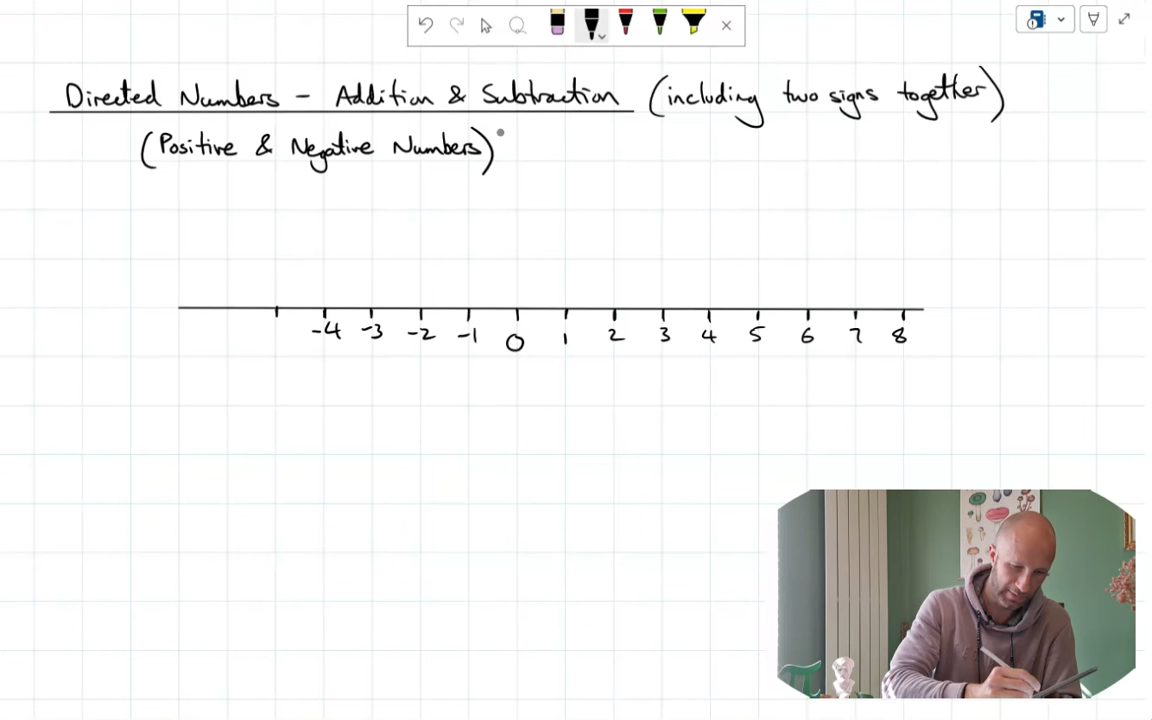 Directed Numbers - Addition & Subtraction (including two signs together)
(Positive & Negative Numbers)
-4 -3 -2 -1 0 1 2 3 4 5 6 7 8